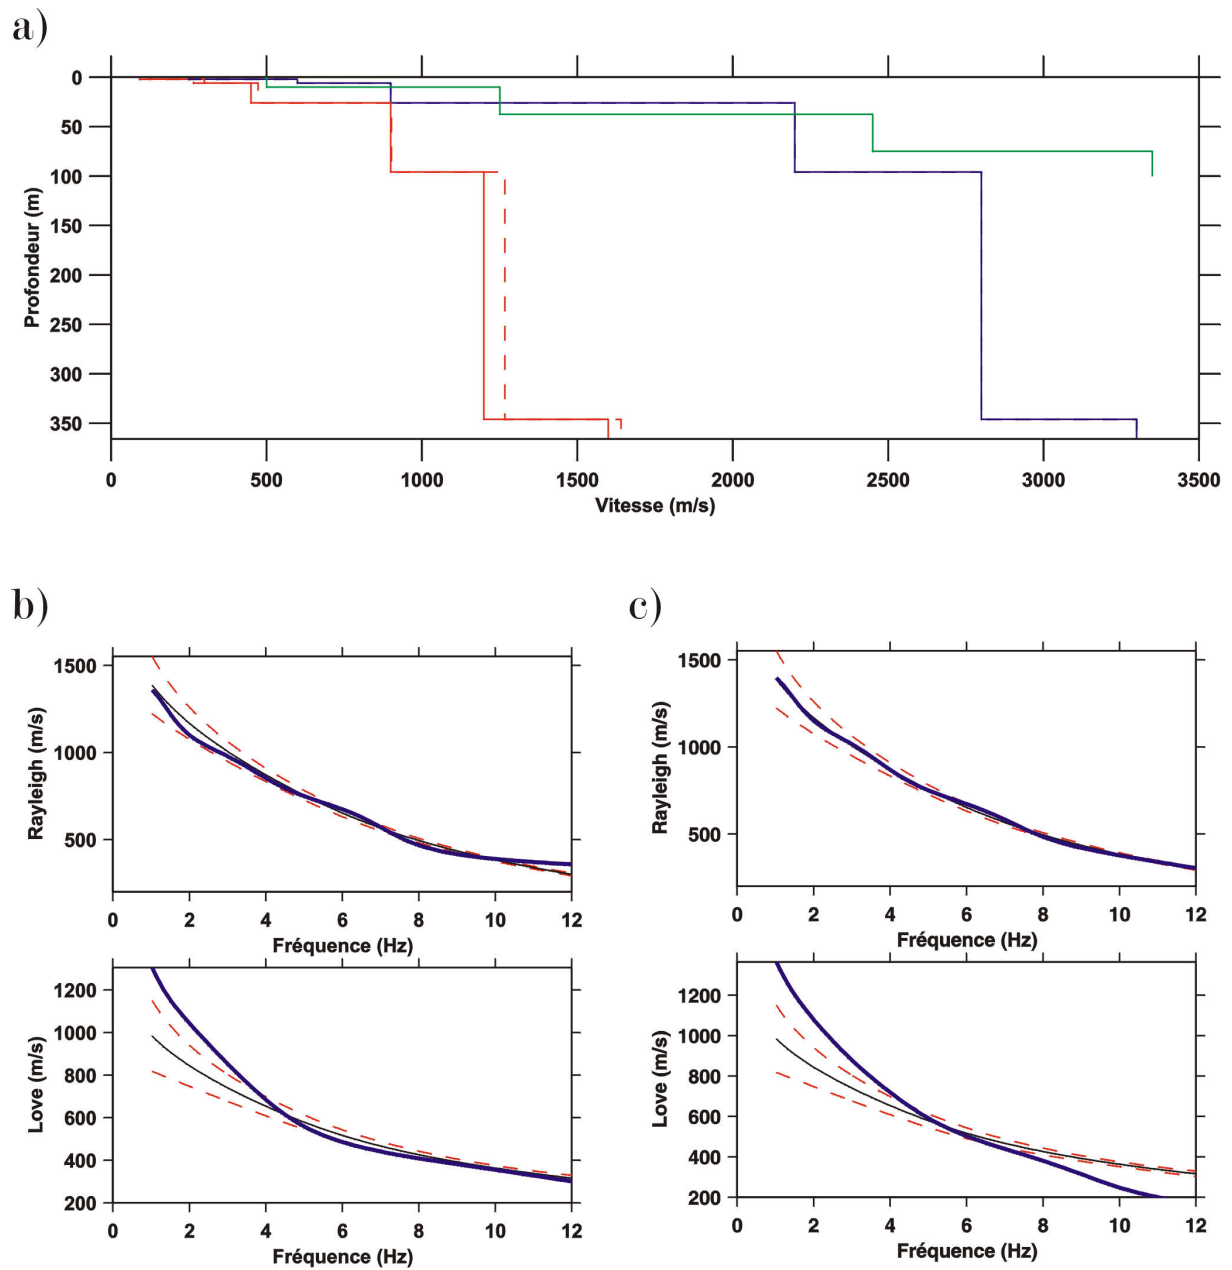 a)
0
50
100
150
200
250
300
350
Profondeur (m)
0 500 1000 1500 2000 2500 3000 3500
Vitesse (m/s)
b)
1500
1000
500
Rayleigh (m/s)
0 2 4 6 8 10 12
Fréquence (Hz)
1200
1000
800
600
400
200
Love (m/s)
0 2 4 6 8 10 12
Fréquence (Hz)
c)
1500
1000
500
Rayleigh (m/s)
0 2 4 6 8 10 12
Fréquence (Hz)
1200
1000
800
600
400
200
Love (m/s)
0 2 4 6 8 10 12
Fréquence (Hz)